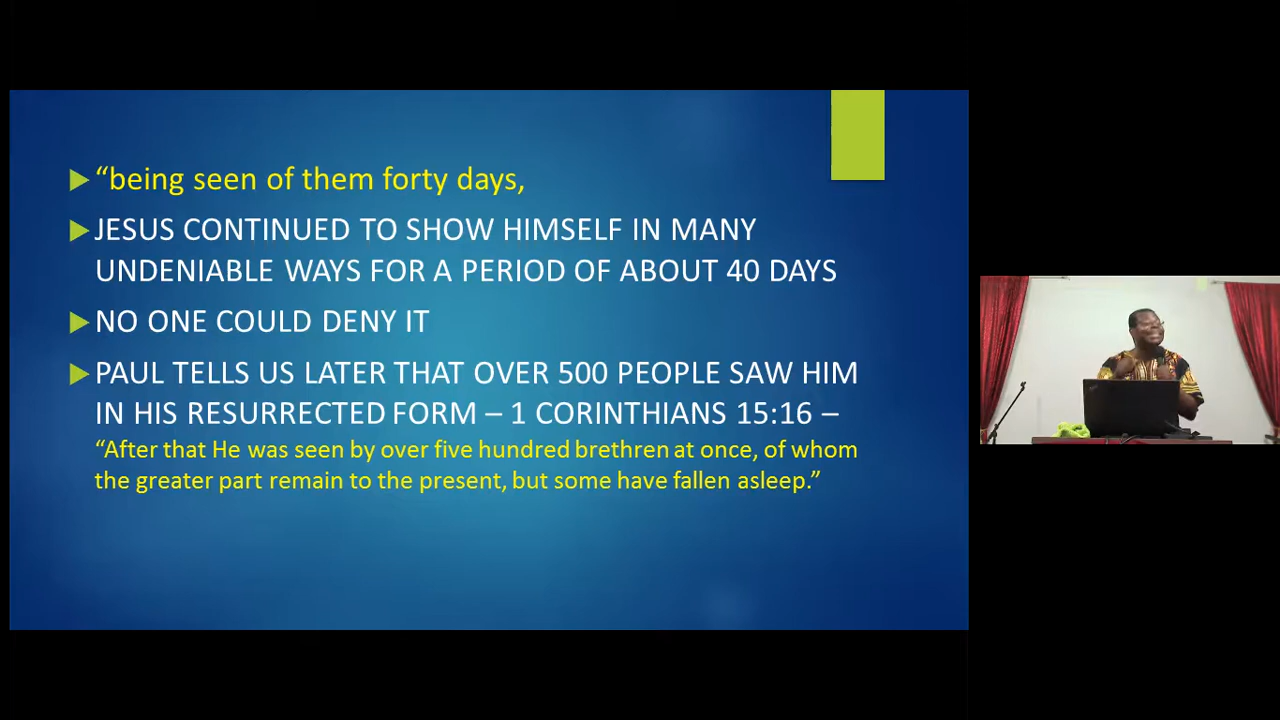 “being seen of them forty days,
JESUS CONTINUED TO SHOW HIMSELF IN MANY
UNDENIABLE WAYS FOR A PERIOD OF ABOUT 40 DAYS
NO ONE COULD DENY IT
PAUL TELLS US LATER THAT OVER 500 PEOPLE SAW HIM
IN HIS RESURRECTED FORM – 1 CORINTHIANS 15:16 –
“After that He was seen by over five hundred brethren at once, of whom
the greater part remain to the present, but some have fallen asleep.”